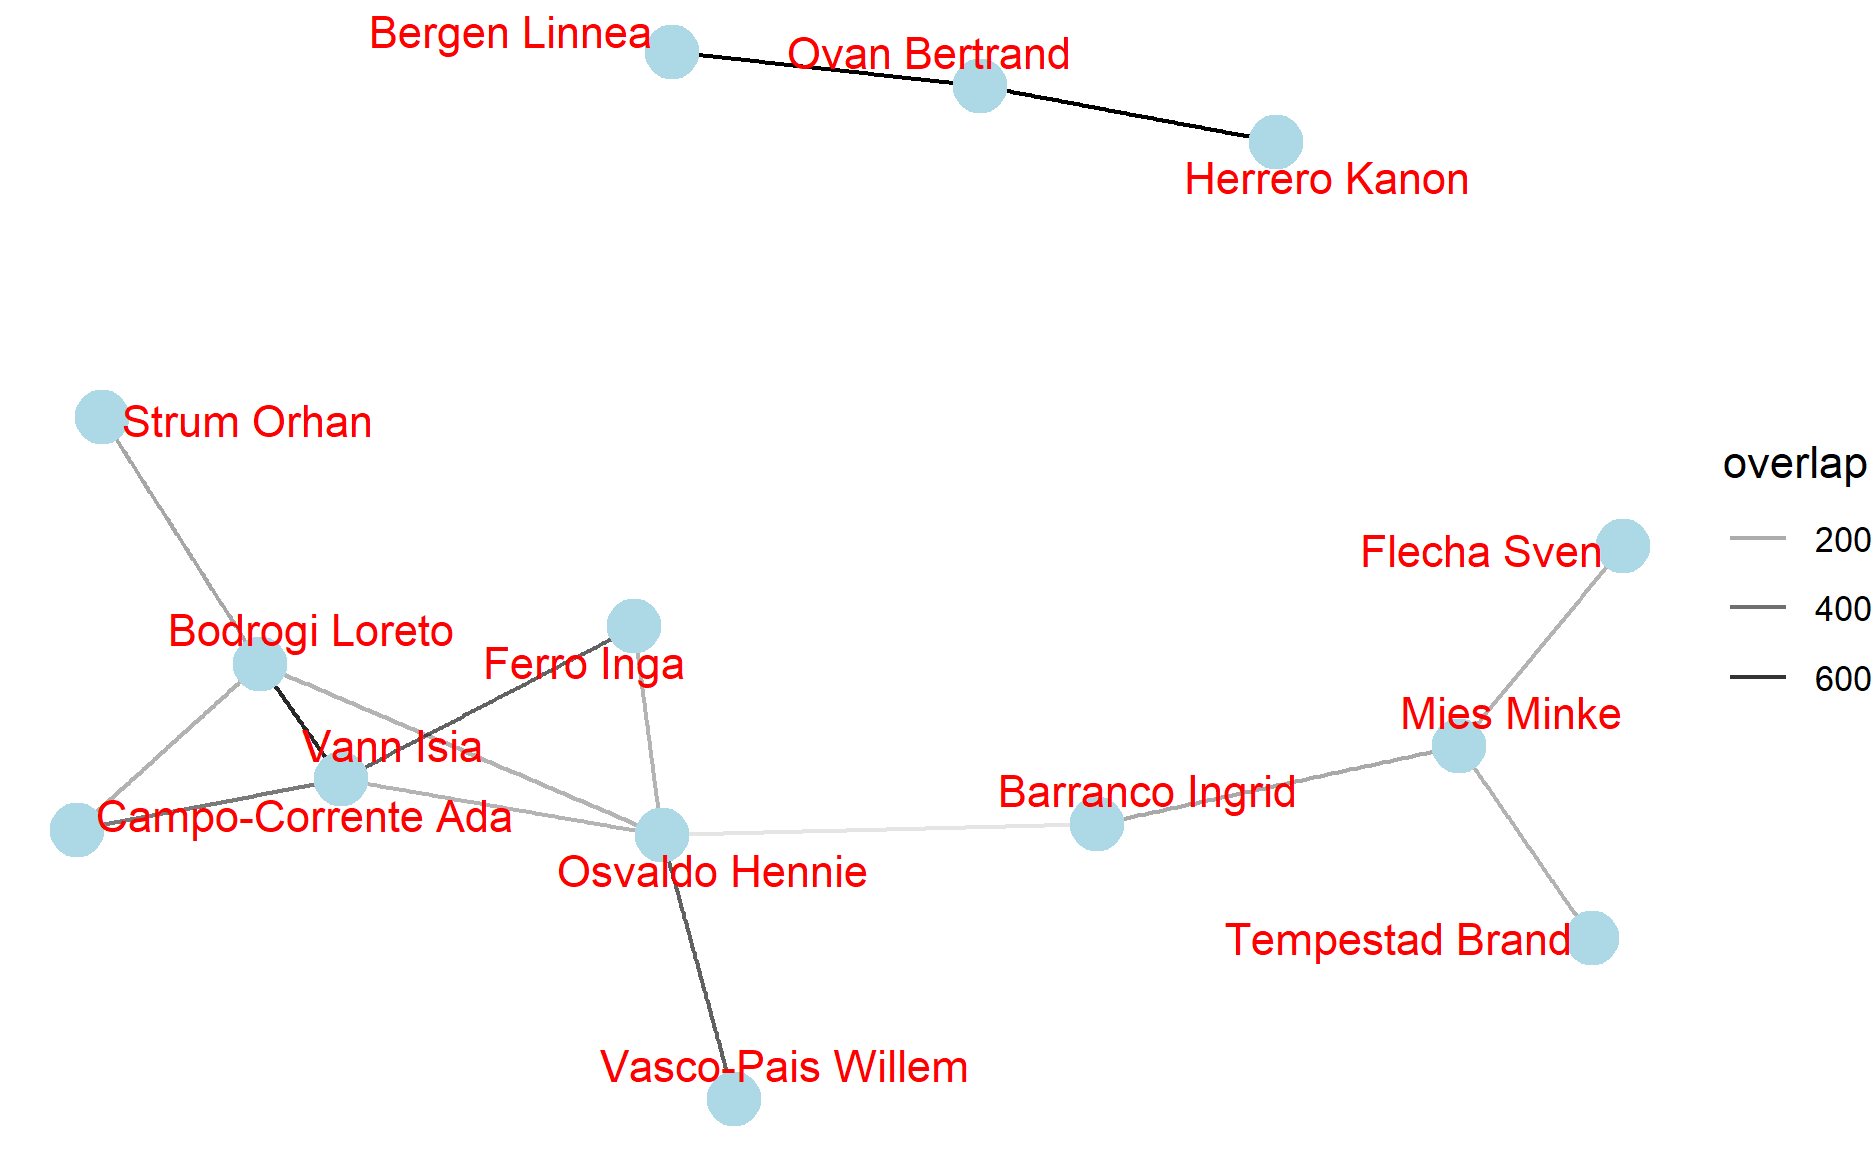 Bergen Linnea
Ovan Bertrand
Herrero Kanon
Strum Orhan
overlap
200
400
600
Flecha Sven
Bodrogi Loreto
Ferro Inga
Mies Minke
Vann Isia
Barranco Ingrid
Campo-Corrente Ada
Osvaldo Hennie
Tempestad Brand
Vasco-Pais Willem